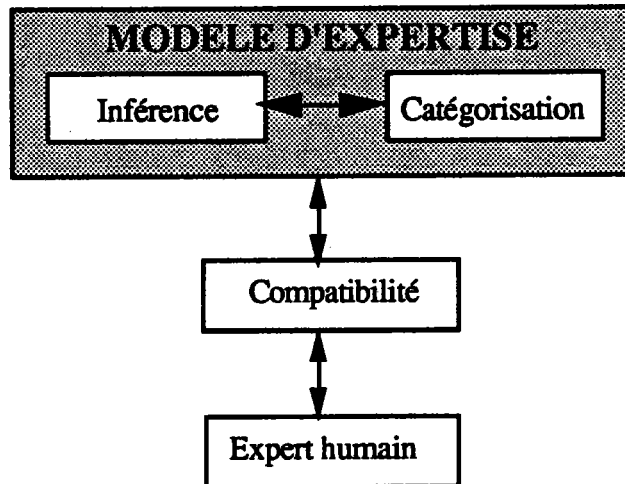 MODELE D'EXPERTISE
Inférence
Catégorisation
Compatibilité
Expert humain